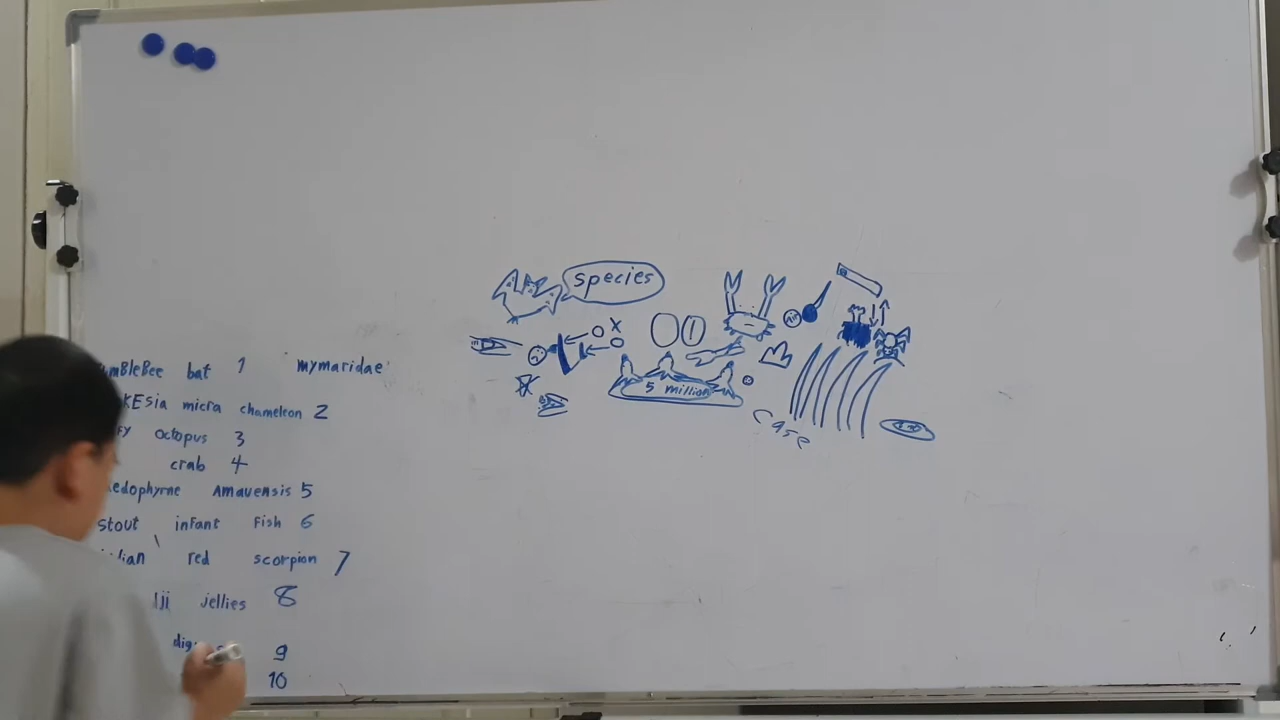 bat 1 mymaridae
micra chameleon 2
octopus 3
crab 4
Amauensis 5
stout infant fish 6
red scorpion 7
jellies 8
9
10
species
5 million
case